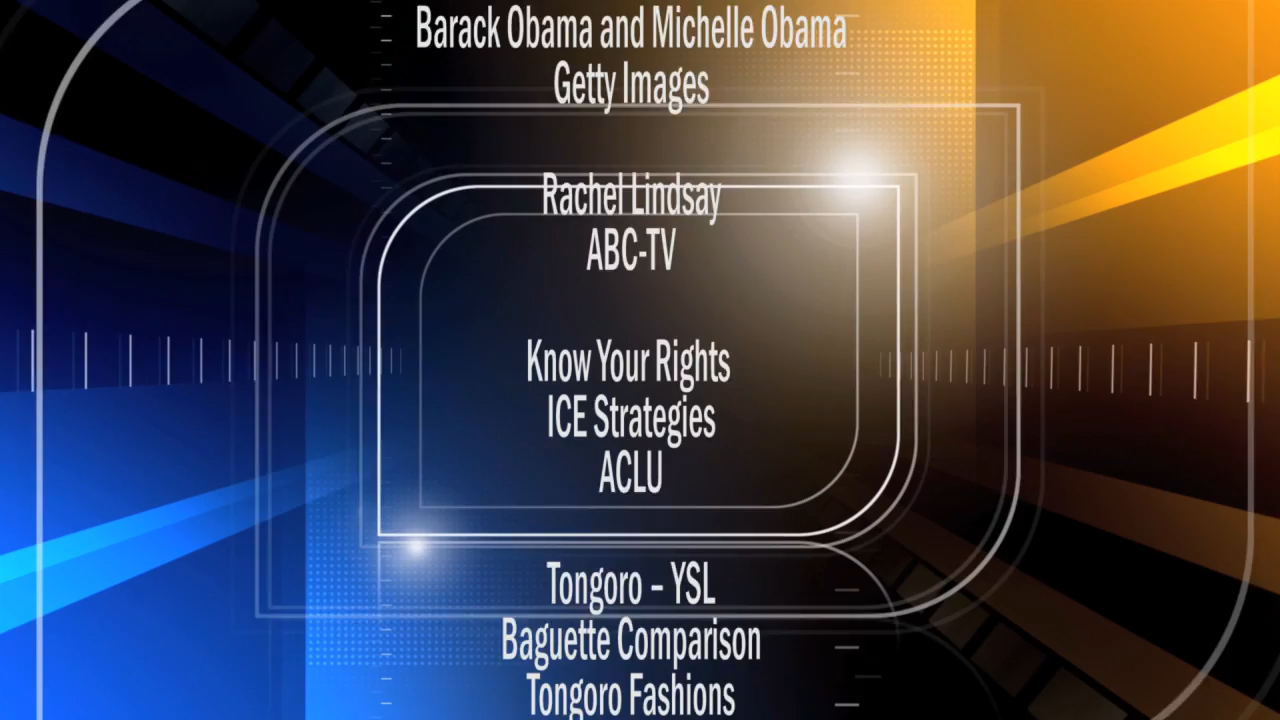 Barack Obama and Michelle Obama
Getty Images
Rachel Lindsay
ABC-TV
Know Your Rights
ICE Strategies
ACLU
Tongoro – YSL
Baguette Comparison
Tongoro Fashions